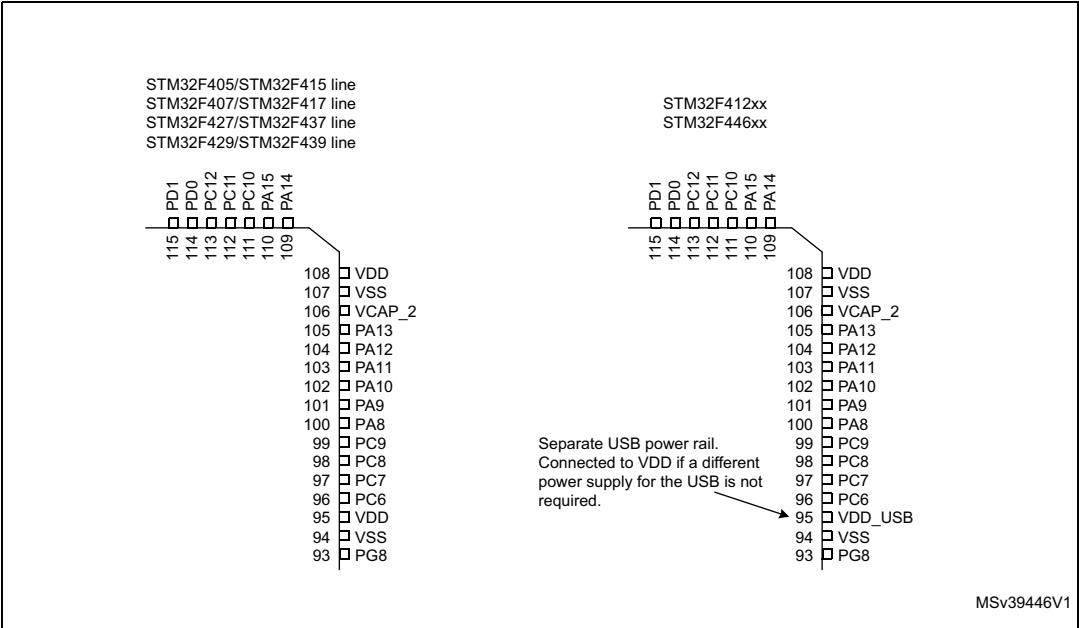 STM32F405/STM32F415 line
STM32F407/STM32F417 line
STM32F427/STM32F437 line
STM32F429/STM32F439 line
PD1
PD0
PC12
PC11
PC10
PA15
PA14
115
114
113
112
111
110
109
108 VDD
107 VSS
106 VCAP_2
105 PA13
104 PA12
103 PA11
102 PA10
101 PA9
100 PA8
99 PC9
98 PC8
97 PC7
96 PC6
95 VDD
94 VSS
93 PG8
STM32F412xx
STM32F446xx
PD1
PD0
PC12
PC11
PC10
PA15
PA14
115
114
113
112
111
110
109
108 VDD
107 VSS
106 VCAP_2
105 PA13
104 PA12
103 PA11
102 PA10
101 PA9
100 PA8
99 PC9
98 PC8
97 PC7
96 PC6
95 VDD_USB
94 VSS
93 PG8
Separate USB power rail.
Connected to VDD if a different
power supply for the USB is not
required.
MSv39446V1